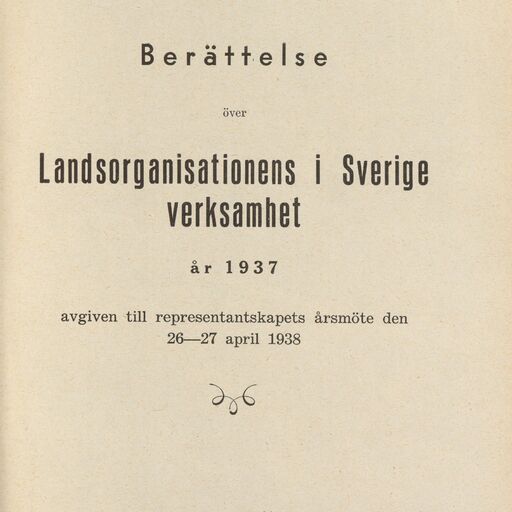 Berättelse
över
Landsorganisationens i Sverige
verksamhet
år 1937
avgiven till representantskapets årsmöte den
26—27 april 1938